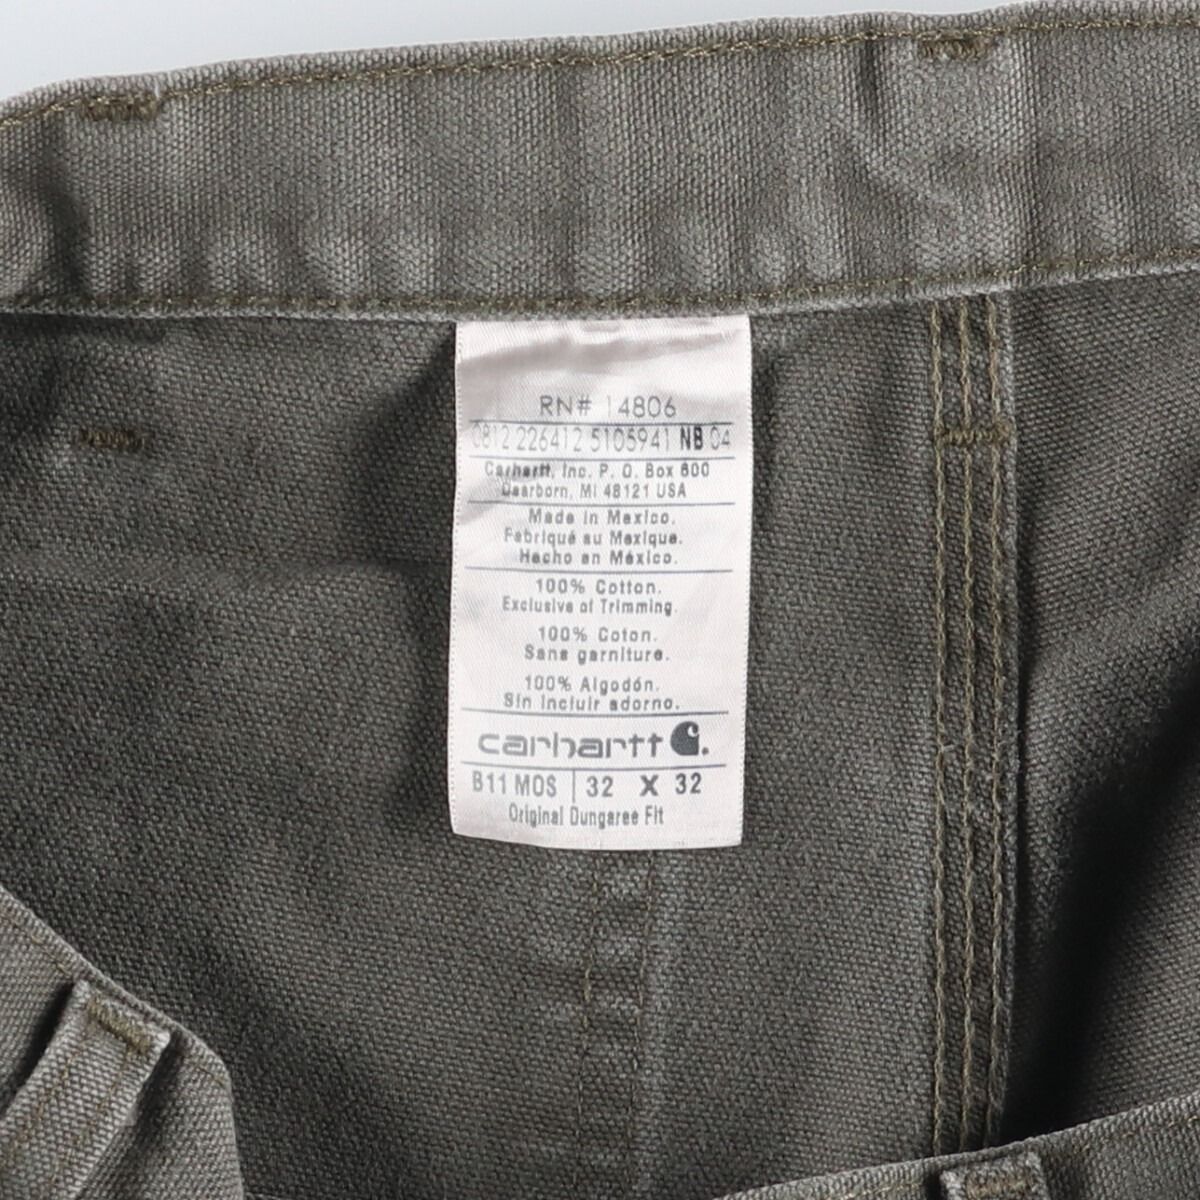 RN# 14806
0812 226412 5105941 NB 04
Carhartt, Inc. P. O. Box 600
Dearborn, MI 48121 USA
Made in Mexico.
Fabriqué au Mexique.
Hecho en México.
100% Cotton.
Exclusive of Trimming.
100% Coton.
Sans garniture.
100% Algodón.
Sin incluir adorno.
carhartt
B11 MOS | 32 X 32
Original Dungaree Fit